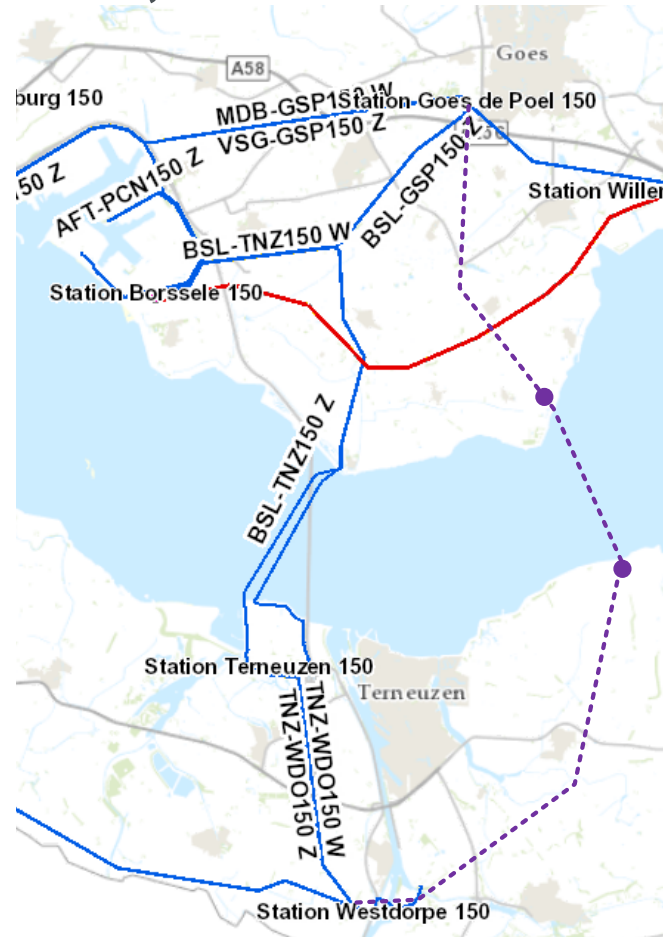 Goes
A58
burg 150
MDB-GSP150 W
Station Goes de Poel 150
VSG-GSP150 Z
150 Z
AFT-PCN150 Z
BSL-GSP150 Z
Station Willem
BSL-TNZ150 W
Station Borssele 150
BSL-TNZ150 Z
Station Terneuzen 150
Terneuzen
TNZ-WDO150 Z
TNZ-WDO150 W
Station Westdorpe 150